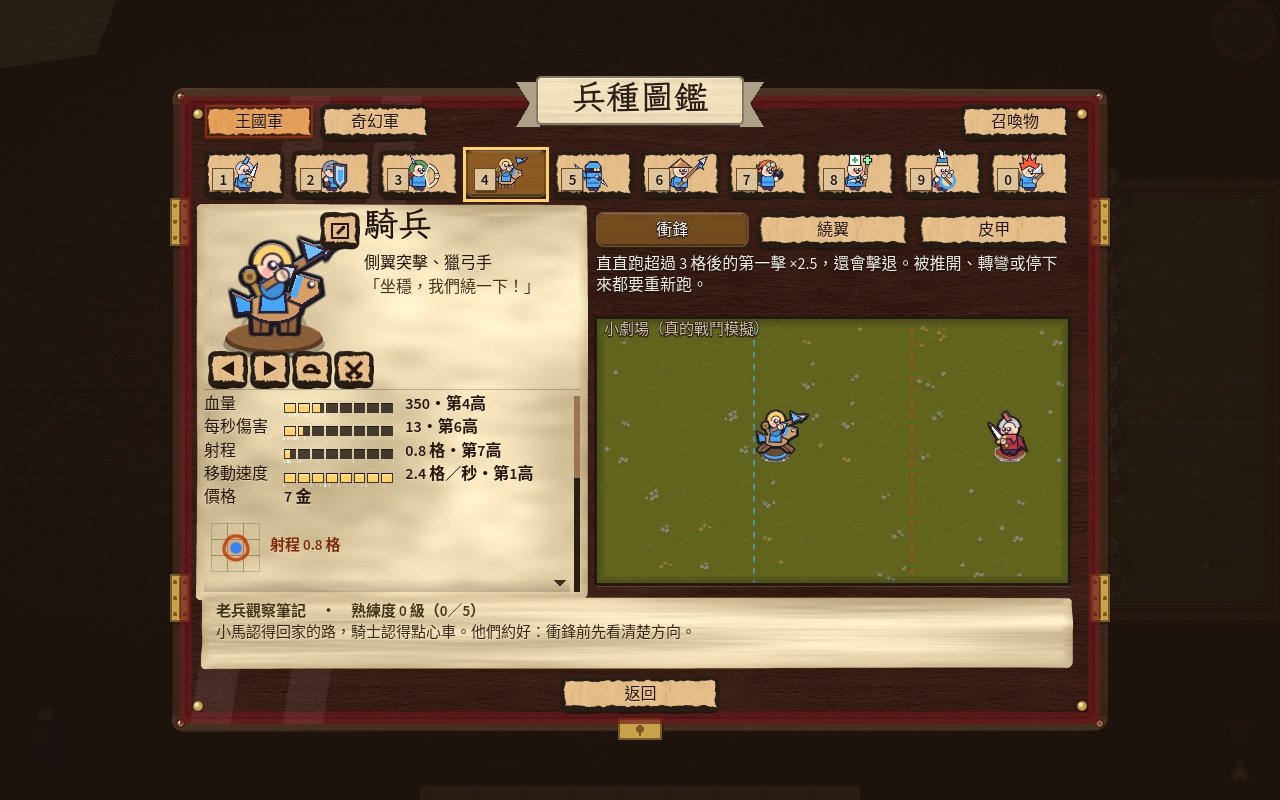 兵種圖鑑
王國軍
奇幻軍
召喚物
1
2
3
4
5
6
7
8
9
0
騎兵
側翼突擊、獵弓手
「坐穩，我們繞一下！」
血量 350・第4高
每秒傷害 13・第6高
射程 0.8 格・第7高
移動速度 2.4 格／秒・第1高
價格 7 金
射程 0.8 格
衝鋒
繞翼
皮甲
直直跑超過 3 格後的第一擊 ×2.5，還會擊退。被推開、轉彎或停下
來都要重新跑。
小劇場（真的戰鬥模擬）
老兵觀察筆記　・　熟練度 0 級（0／5）
小馬認得回家的路，騎士認得點心車。他們約好：衝鋒前先看清楚方向。
返回